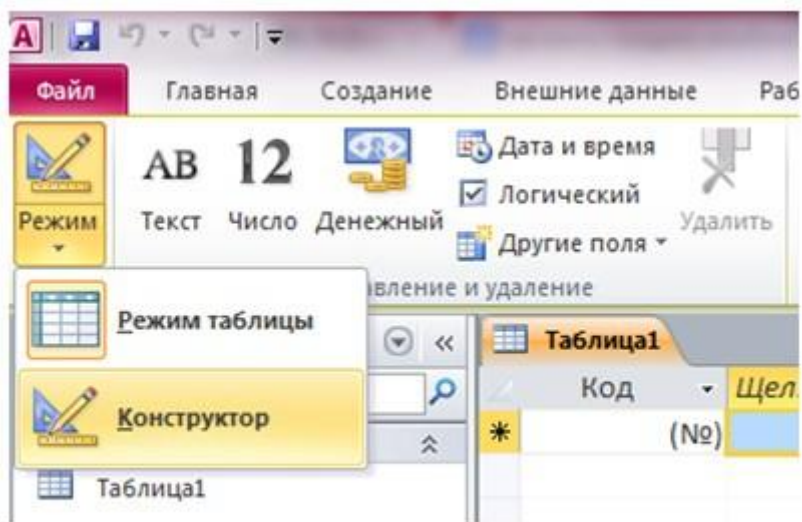 A
Файл Главная Создание Внешние данные Раб
AB 12 Дата и время
Логический
Режим Текст Число Денежный Другие поля Удалить
авление и удаление
Режим таблицы
Таблица1
Код Щел
Конструктор
(№)
Таблица1